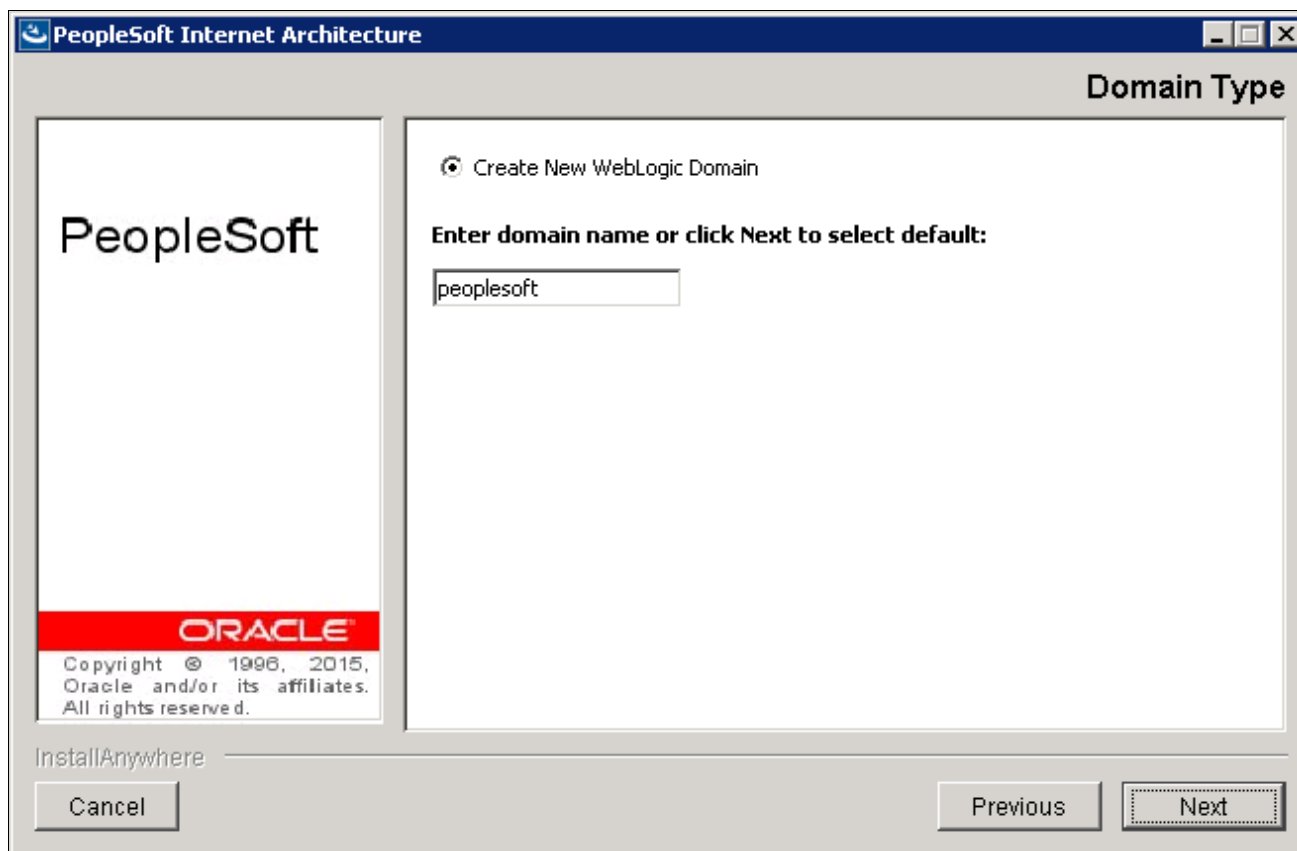 PeopleSoft Internet Architecture
Domain Type
PeopleSoft
Create New WebLogic Domain
Enter domain name or click Next to select default:
peoplesoft
ORACLE
Copyright © 1996, 2015,
Oracle and/or its affiliates.
All rights reserved.
InstallAnywhere
Cancel
Previous
Next